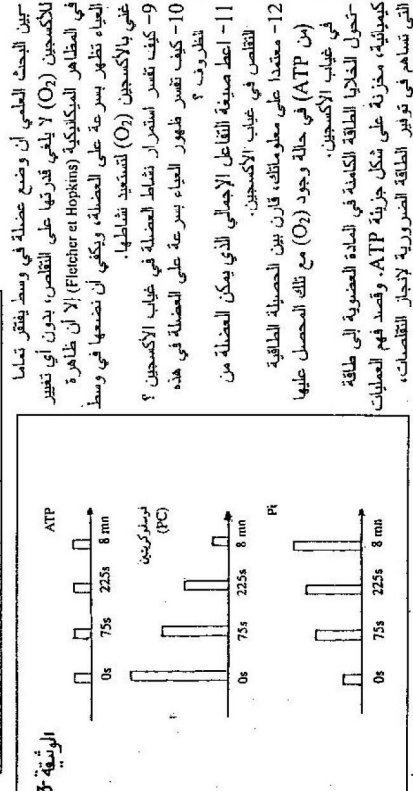 -بين البحث العلمي أن وضع عضلة في وسط يفتقر تماما
للأكسجين (O₂) لا يلغي قدرتها على التقلص، بدون أي تغيير
في المظاهر الميكانيكية (Fletcher et Hopkins) إلا أن ظاهرة
العياء تظهر بسرعة على العضلة، ويكفي أن نضعها في وسط
غني بالأكسجين (O₂) لتستعيد نشاطها.
9- كيف تفسر استمرار نشاط العضلة في غياب الأكسجين ؟
10- كيف تفسر ظهور العياء بسرعة على العضلة في هذه
الظروف ؟
11- اعط صيغة التفاعل الإجمالي الذي يمكن العضلة من
التقلص في غياب الأكسجين.
12- معتمدا على معلوماتك، قارن بين الحصيلة الطاقية
(من ATP) في حالة وجود (O₂) مع تلك المحصل عليها
في غياب الأكسجين.
-تحول الخلايا الطاقة الكامنة في المادة العضوية إلى طاقة
كيميائية، مخزنة على شكل جزيئة ATP. وقصد فهم العمليات
التي تساهم في توفير الطاقة الضرورية لإنجاز التقلصات،
الوثيقة -3
ATP
0s 75s 225s 8 mn
فوسفوكرياتين
(PC)
0s 75s 225s 8 mn
Pi
0s 75s 225s 8 mn